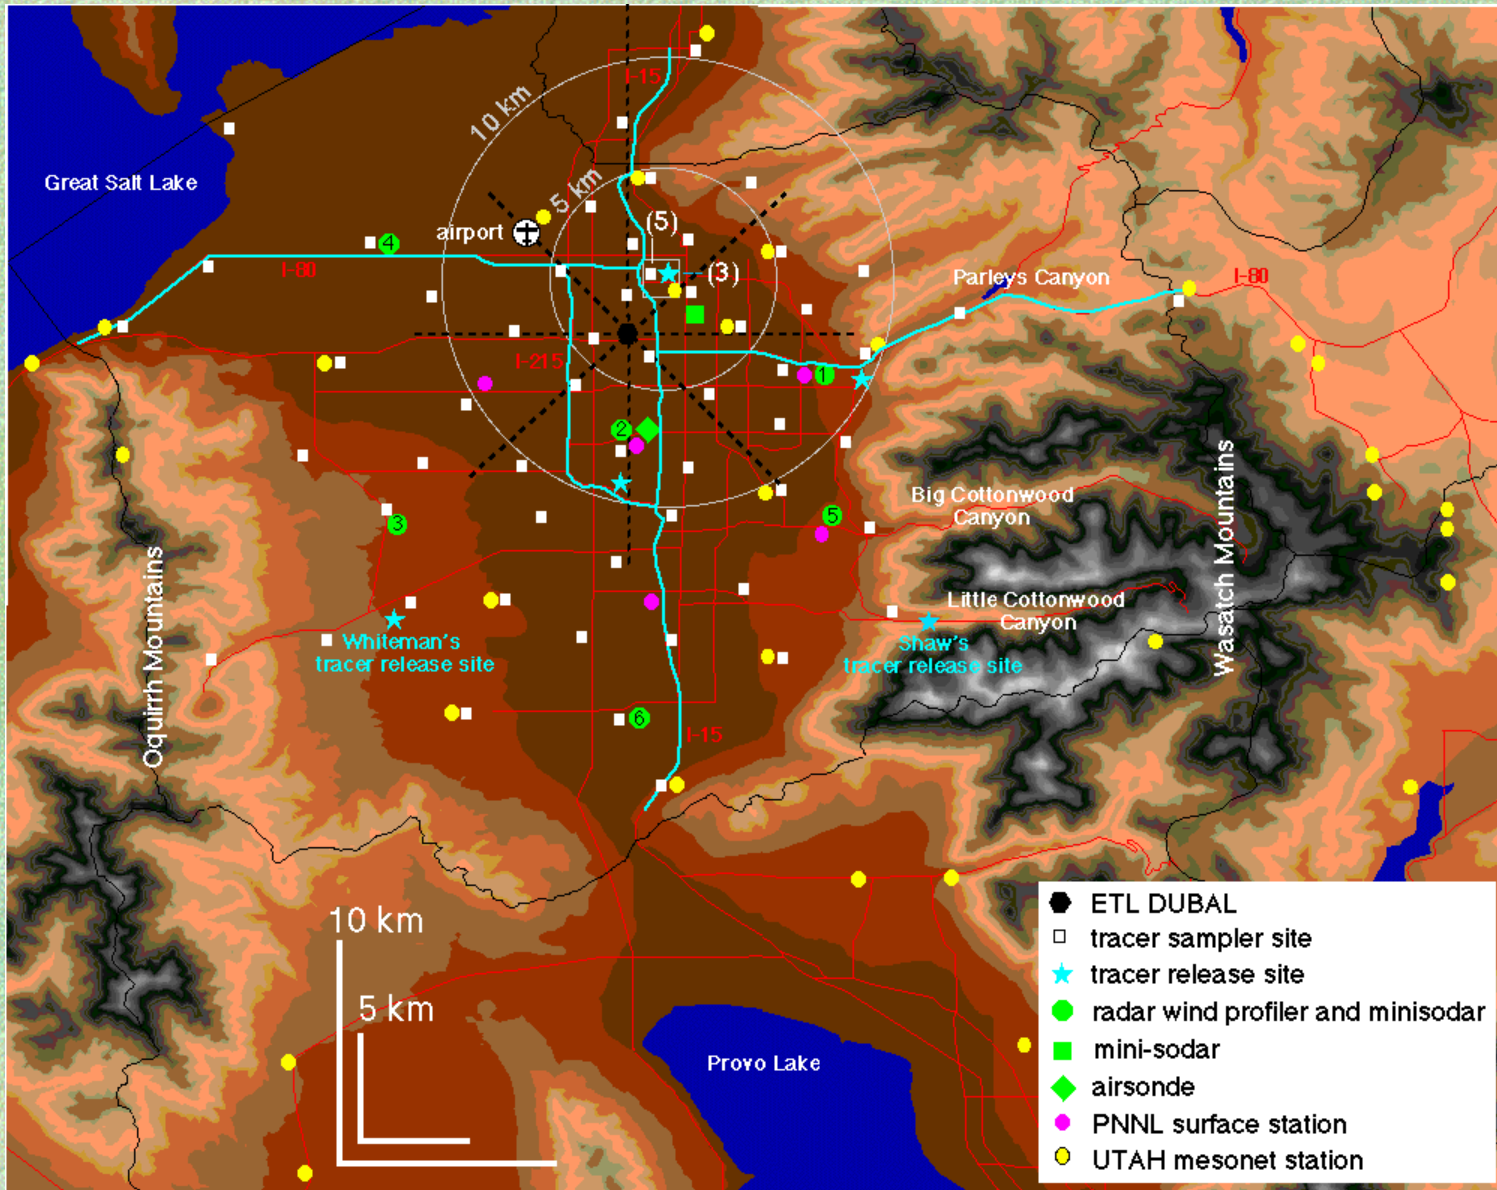 I-15
10 km
Great Salt Lake
5 km
(5)
airport
4
I-80
(3)
Parleys Canyon
I-80
I-215
1
2
Big Cottonwood
Canyon
3
5
Oquirrh Mountains
Wasatch Mountains
Little Cottonwood
Canyon
Whiteman's
tracer release site
Shaw's
tracer release site
6
I-15
10 km
5 km
Provo Lake
ETL DUBAL
tracer sampler site
tracer release site
radar wind profiler and minisodar
mini-sodar
airsonde
PNNL surface station
UTAH mesonet station